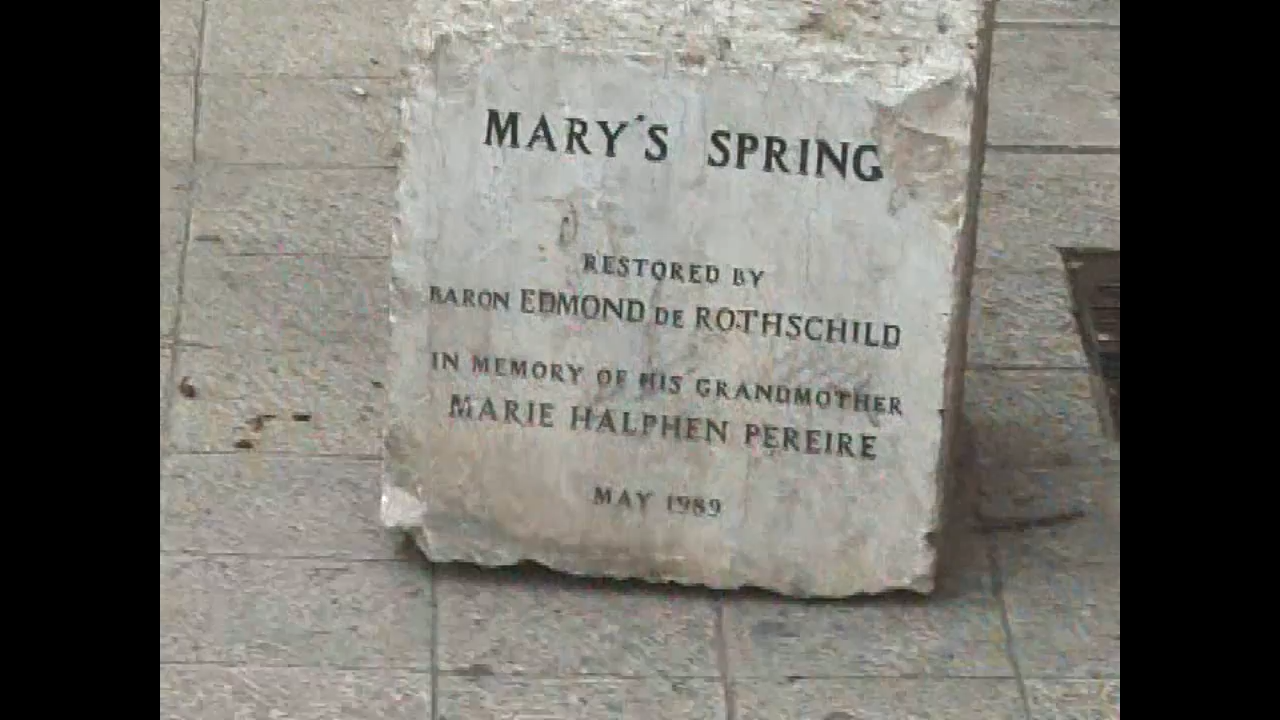 MARY'S SPRING
RESTORED BY
BARON EDMOND DE ROTHSCHILD
IN MEMORY OF HIS GRANDMOTHER
MARIE HALPHEN PEREIRE
MAY 1989